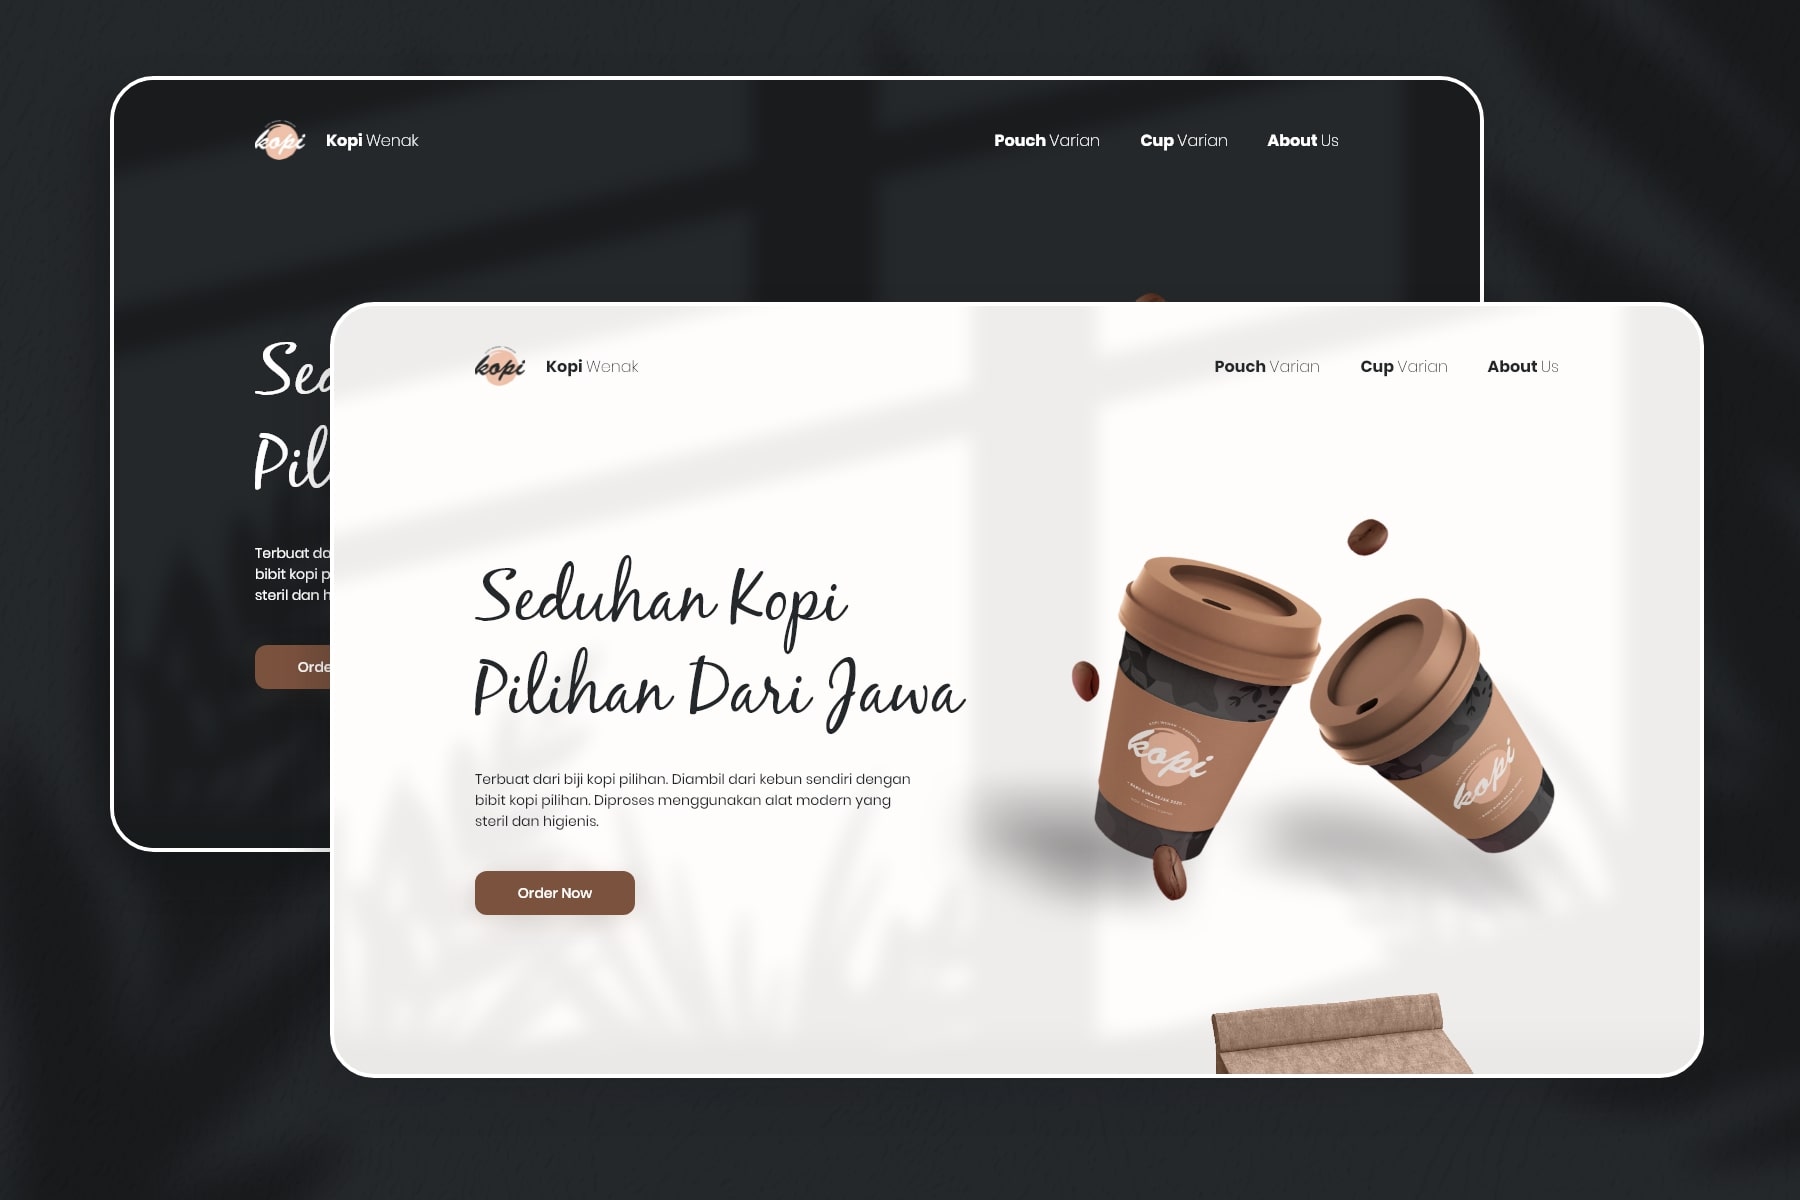 kopi
Kopi Wenak
Pouch Varian
Cup Varian
About Us
Sed
Pil
Terbuat da
bibit kopi p
steril dan h
Orde
kopi
Kopi Wenak
Pouch Varian
Cup Varian
About Us
Seduhan Kopi
Pilihan Dari Jawa
Terbuat dari biji kopi pilihan. Diambil dari kebun sendiri dengan
bibit kopi pilihan. Diproses menggunakan alat modern yang
steril dan higienis.
Order Now
kopi
kopi